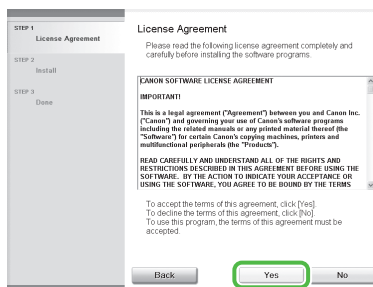 STEP 1
License Agreement
STEP 2
Install
STEP 3
Done
License Agreement
Please read the following license agreement completely and
carefully before installing the software programs.
CANON SOFTWARE LICENSE AGREEMENT
IMPORTANT!
This is a legal agreement ("Agreement") between you and Canon Inc.
("Canon") and governing your use of Canon's software programs
including the related manuals or any printed material thereof (the
"Software") for certain Canon's copying machines, printers and
multifunctional peripherals (the "Products").
READ CAREFULLY AND UNDERSTAND ALL OF THE RIGHTS AND
RESTRICTIONS DESCRIBED IN THIS AGREEMENT BEFORE USING THE
SOFTWARE. BY THE ACTION TO INDICATE YOUR ACCEPTANCE OR
USING THE SOFTWARE, YOU AGREE TO BE BOUND BY THE TERMS
To accept the terms of this agreement, click [Yes].
To decline the terms of this agreement, click [No].
To use this program, the terms of this agreement must be
accepted.
Back
Yes
No